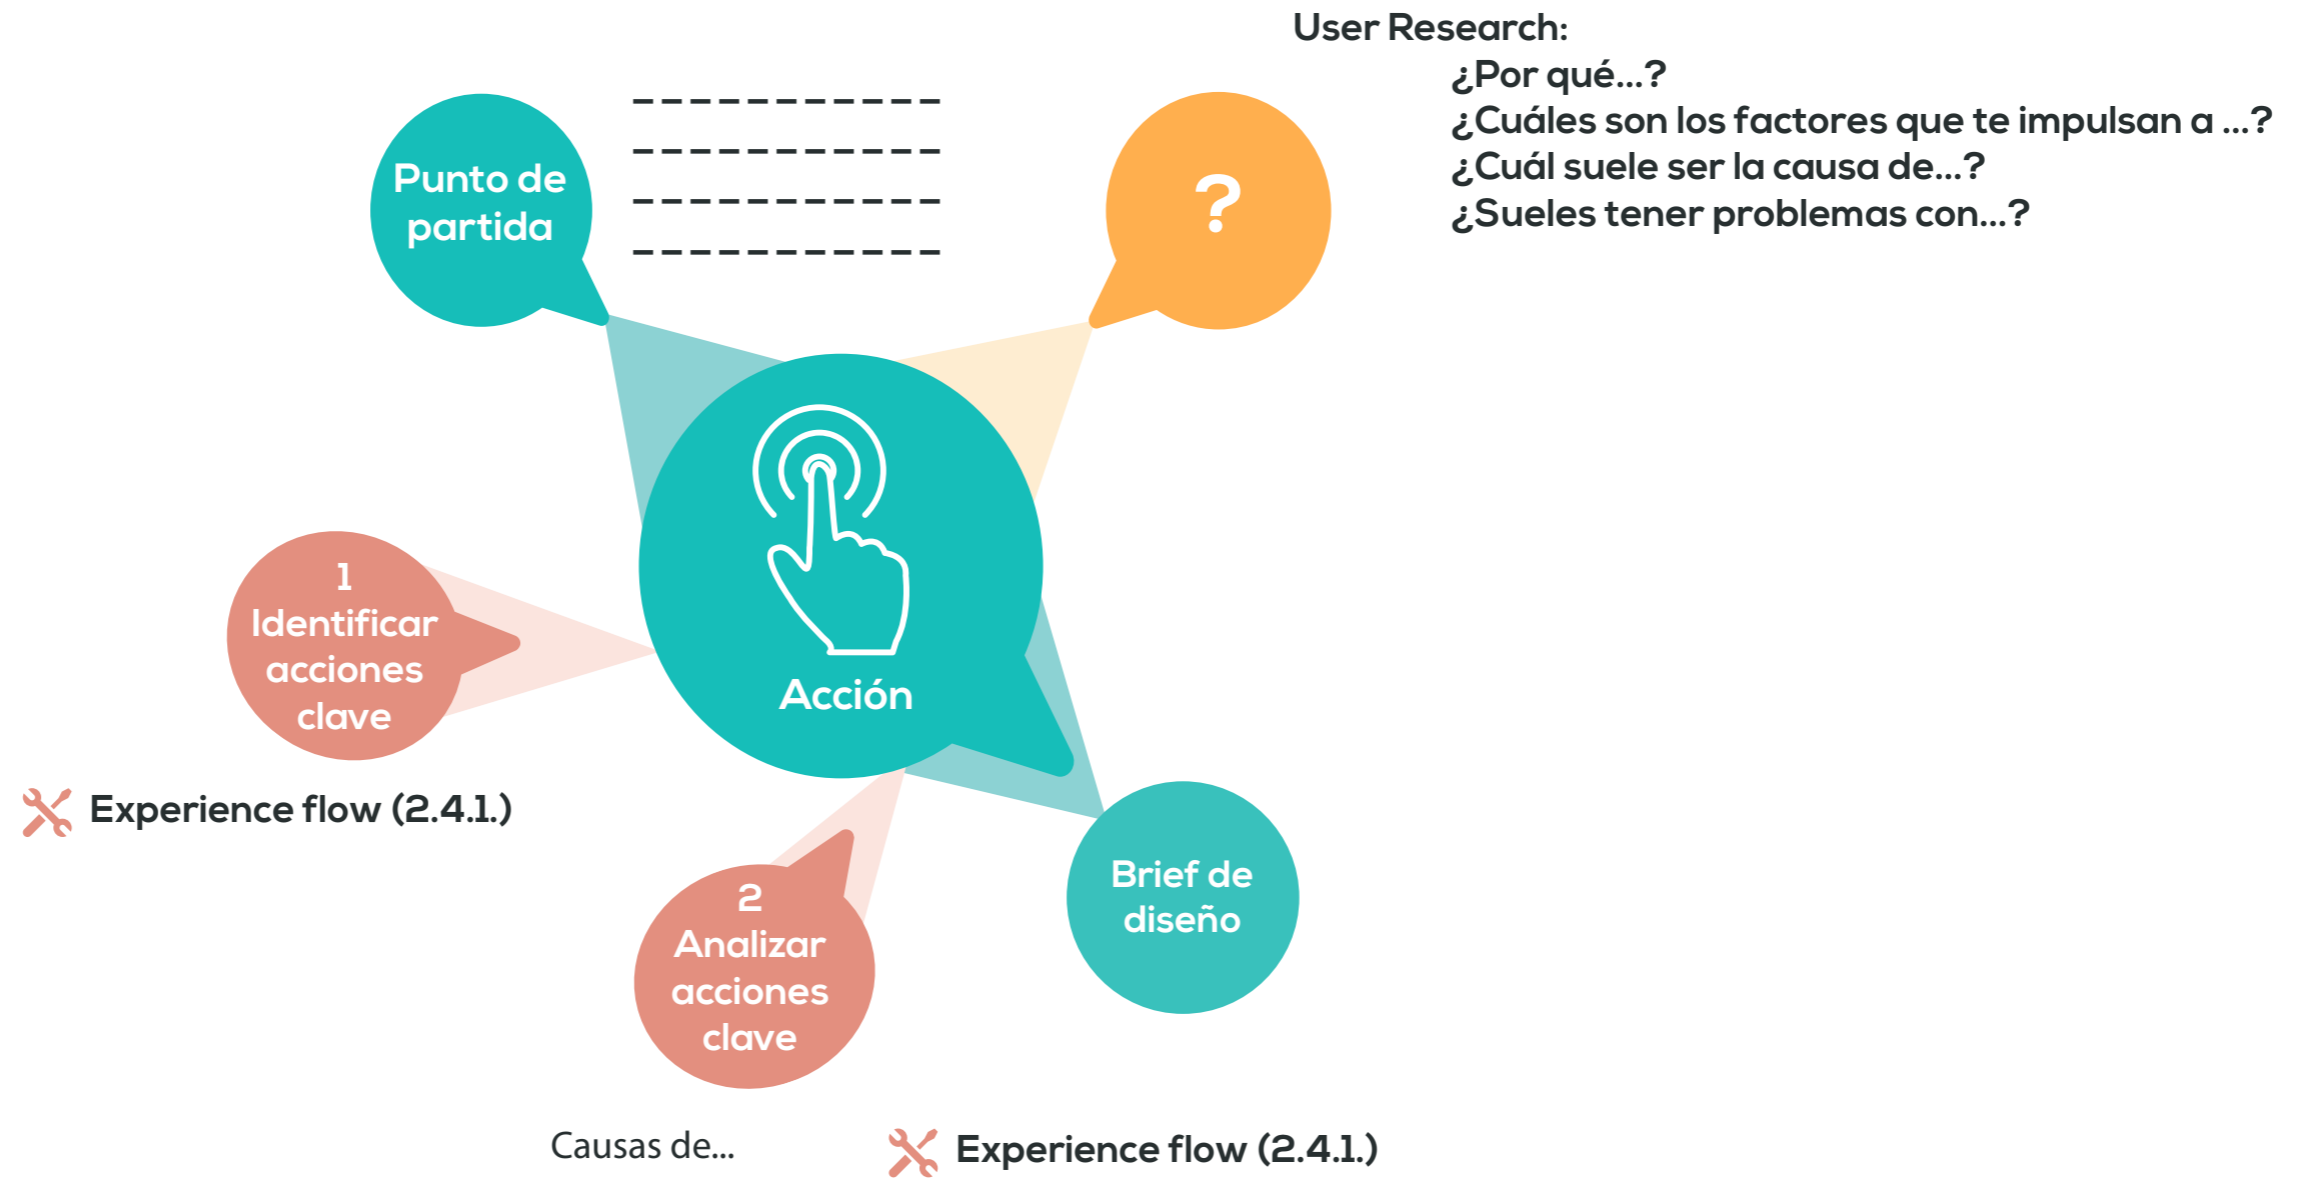 User Research:
¿Por qué...?
¿Cuáles son los factores que te impulsan a ...?
¿Cuál suele ser la causa de...?
¿Sueles tener problemas con...?
Punto de
partida
?
Acción
1
Identificar
acciones
clave
Experience flow (2.4.1.)
2
Analizar
acciones
clave
Brief de
diseño
Causas de...
Experience flow (2.4.1.)